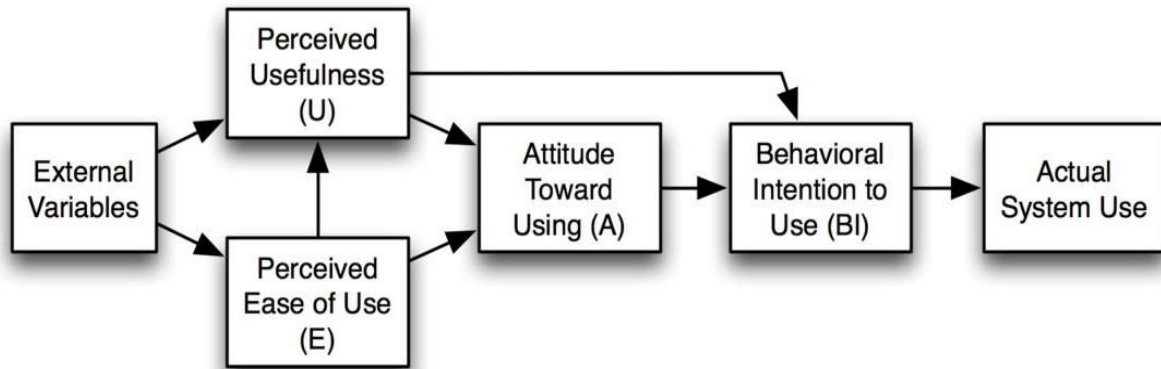 External
Variables
Perceived
Usefulness
(U)
Perceived
Ease of Use
(E)
Attitude
Toward
Using (A)
Behavioral
Intention to
Use (BI)
Actual
System Use